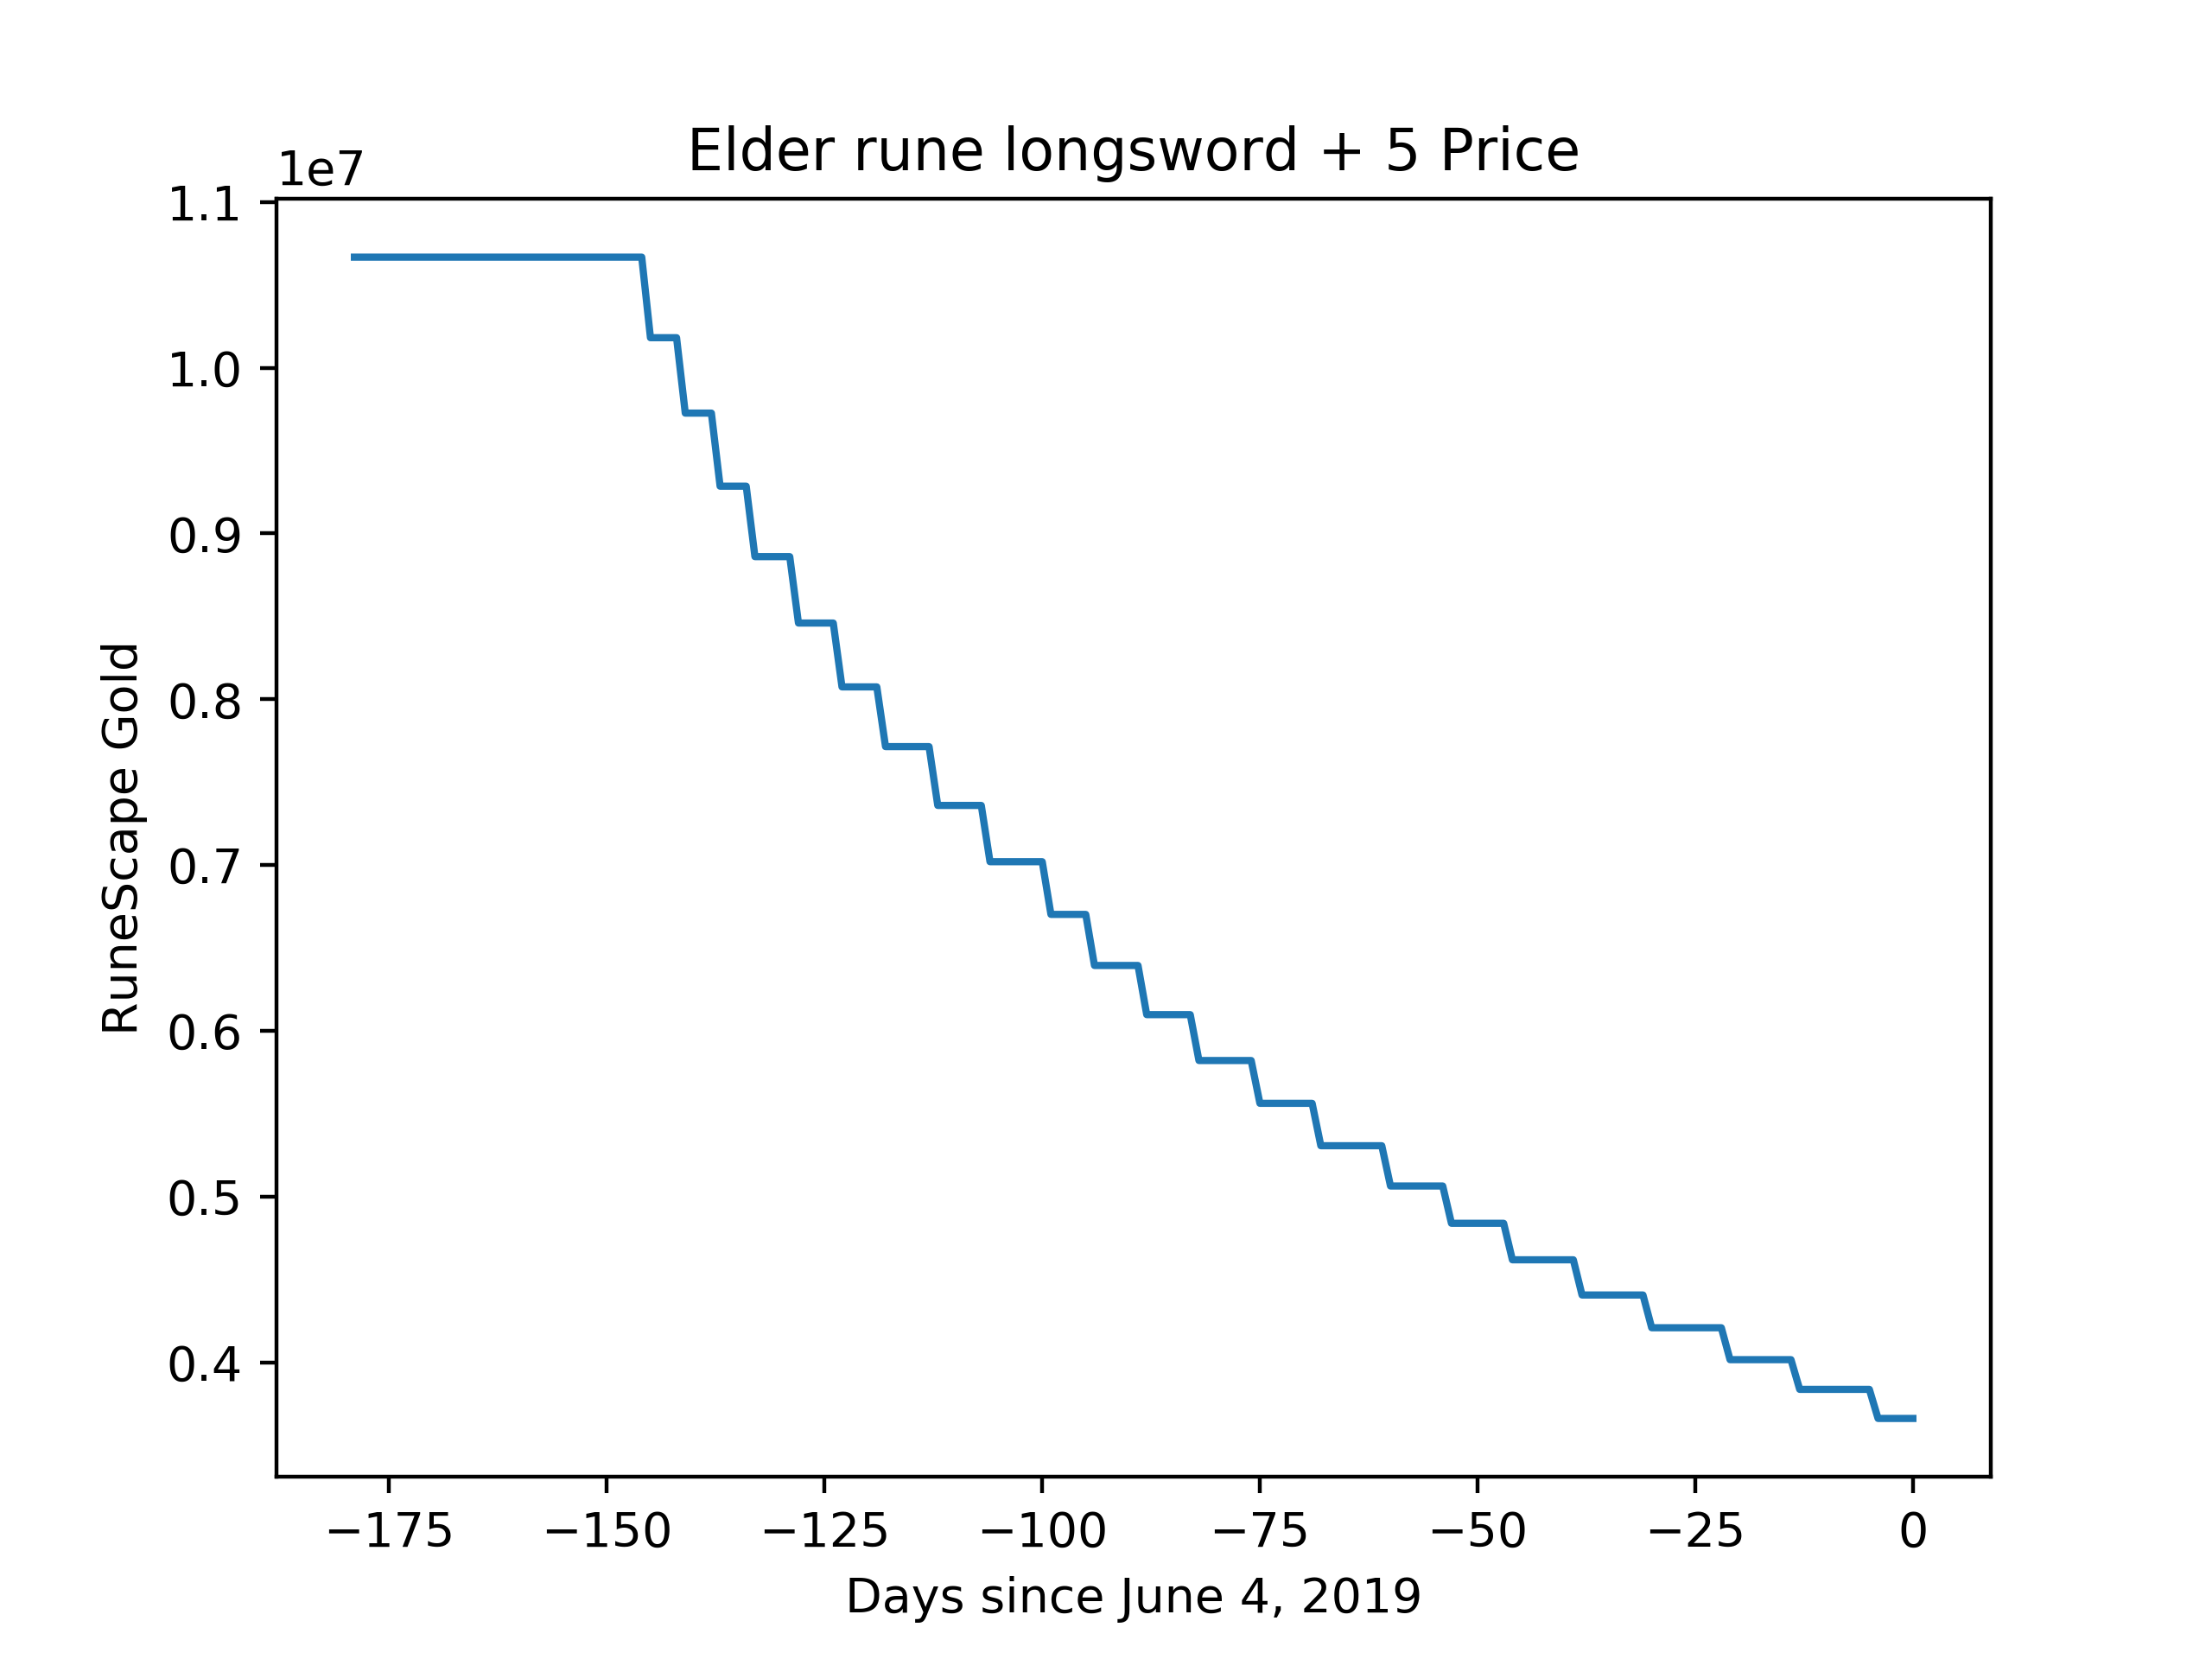 Elder rune longsword + 5 Price
1e7
1.1
1.0
0.9
0.8
0.7
0.6
0.5
0.4
RuneScape Gold
−175 −150 −125 −100 −75 −50 −25 0
Days since June 4, 2019